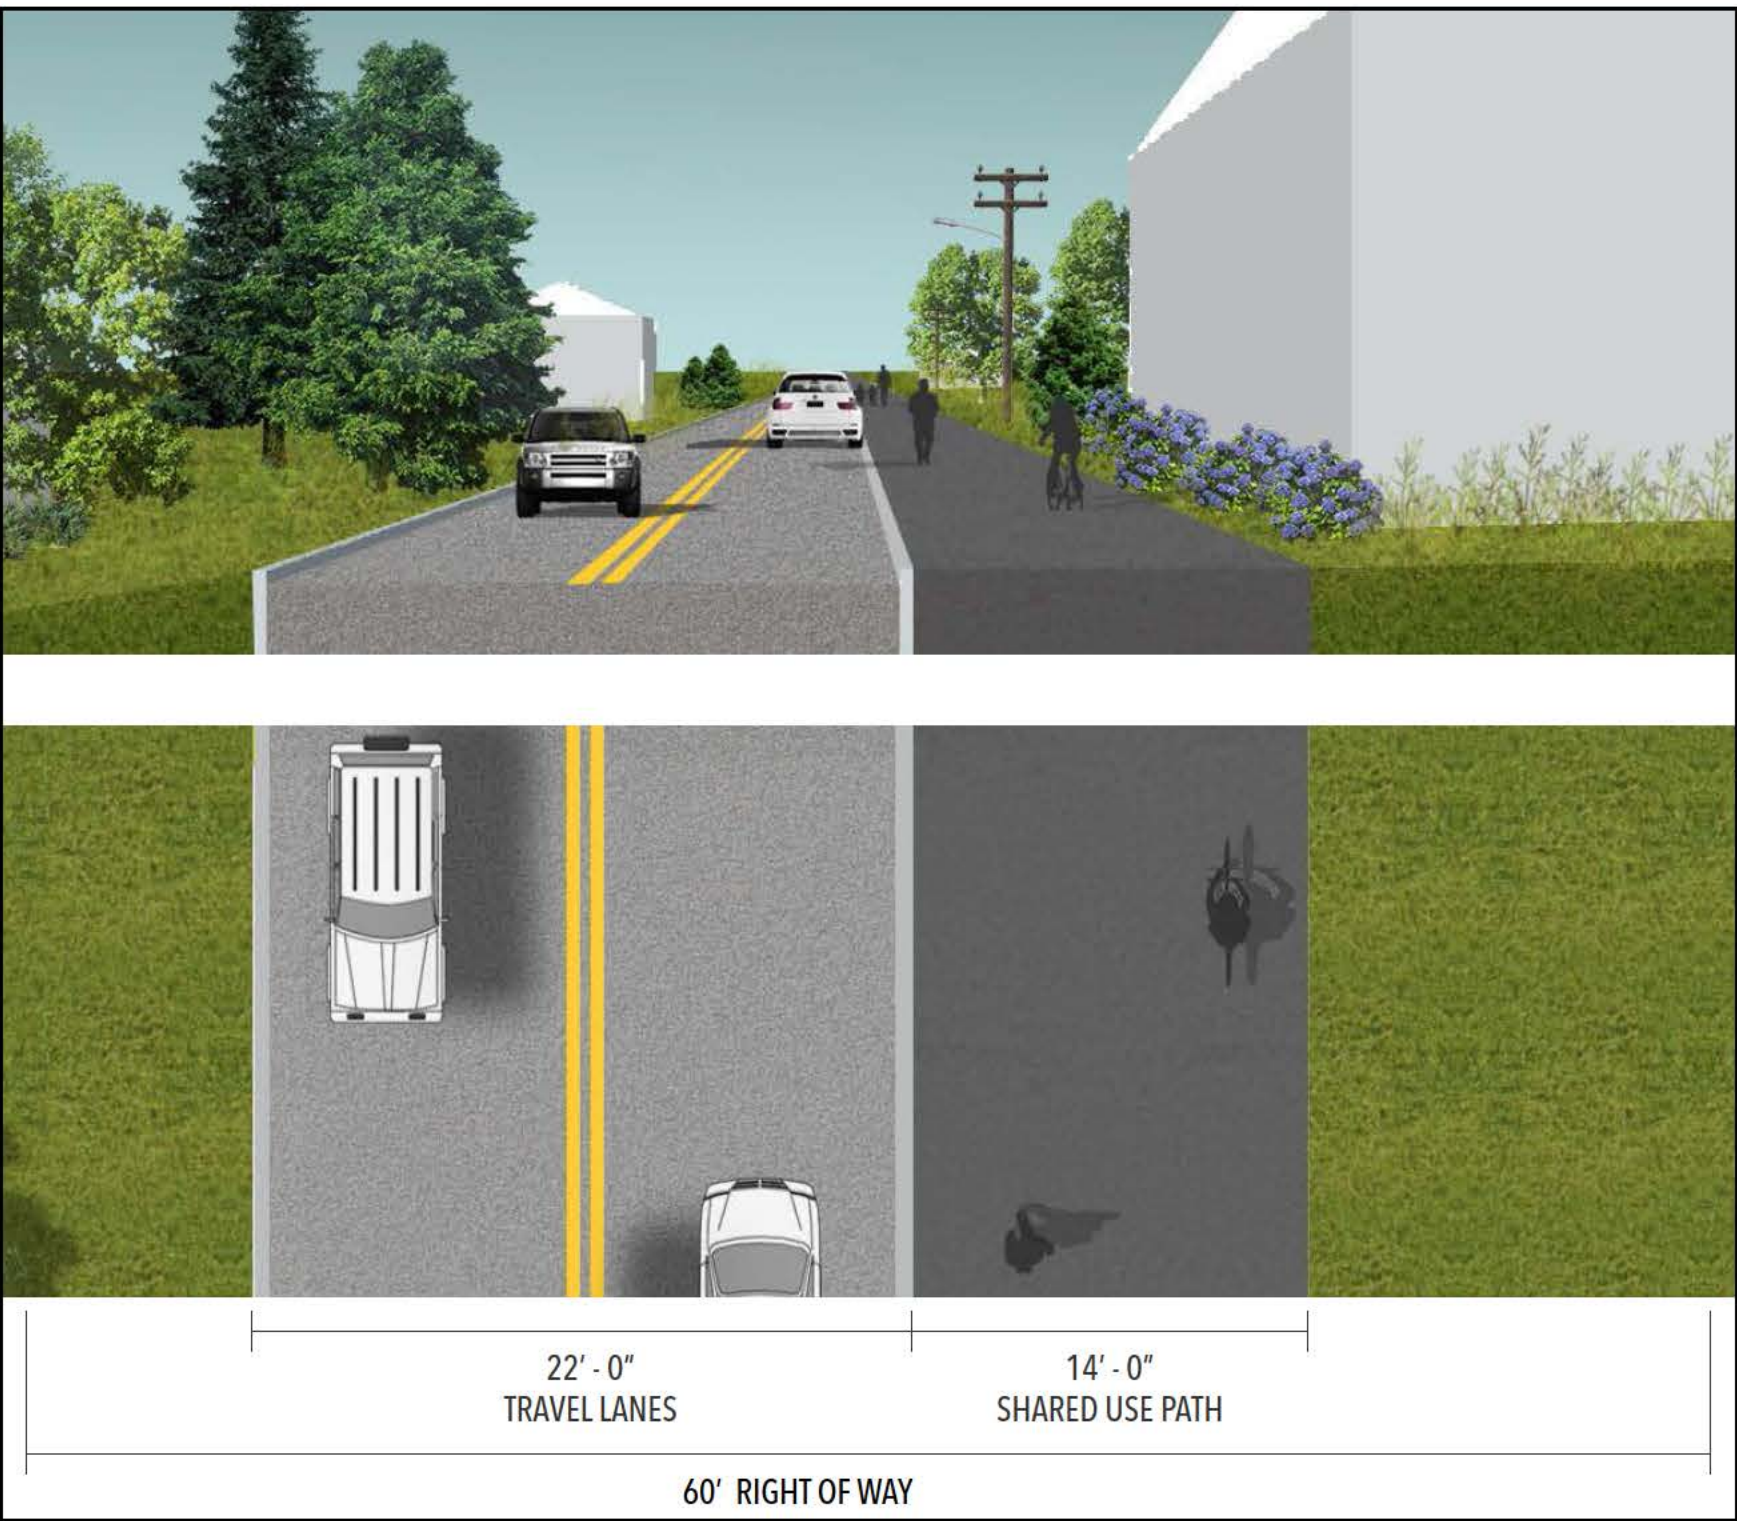 22' - 0"
TRAVEL LANES
14' - 0"
SHARED USE PATH
60' RIGHT OF WAY